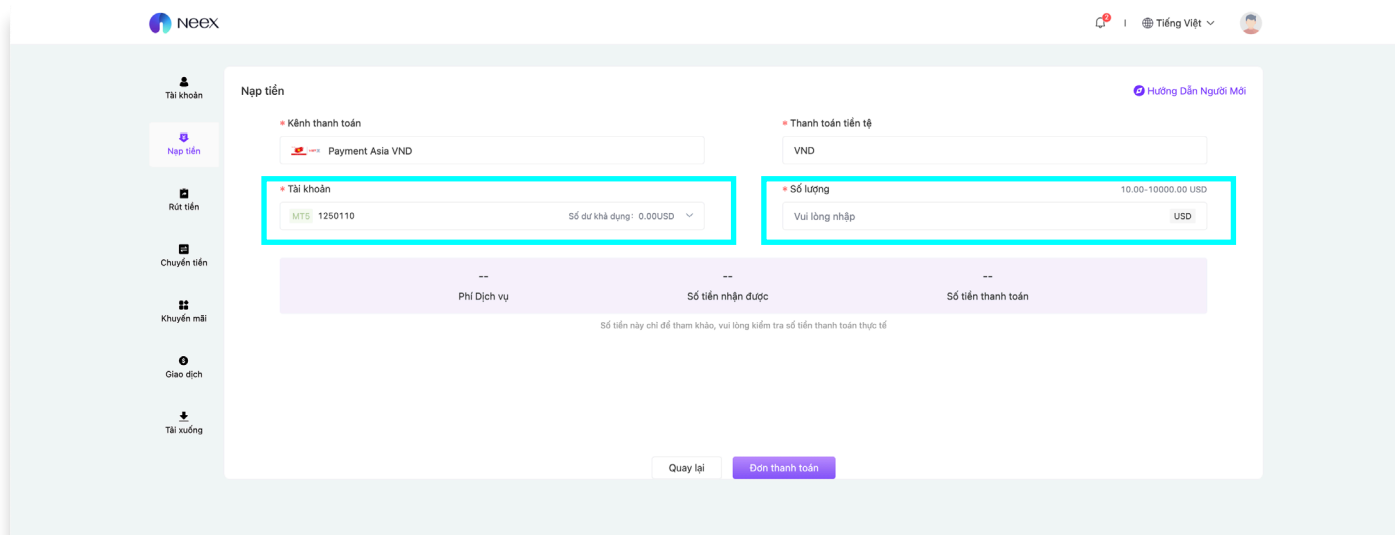 Neex
2
Tiếng Việt
Tài khoản
Nạp tiền
Rút tiền
Chuyển tiền
Khuyến mãi
Giao dịch
Tải xuống
Nạp tiền
Hướng Dẫn Người Mới
* Kênh thanh toán
Payment Asia VND
* Thanh toán tiền tệ
VND
* Tài khoản
MT5 1250110 Số dư khả dụng: 0.00USD
* Số lượng 10.00-10000.00 USD
Vui lòng nhập USD
-- -- --
Phí Dịch vụ Số tiền nhận được Số tiền thanh toán
Số tiền này chỉ để tham khảo, vui lòng kiểm tra số tiền thanh toán thực tế
Quay lại
Đơn thanh toán